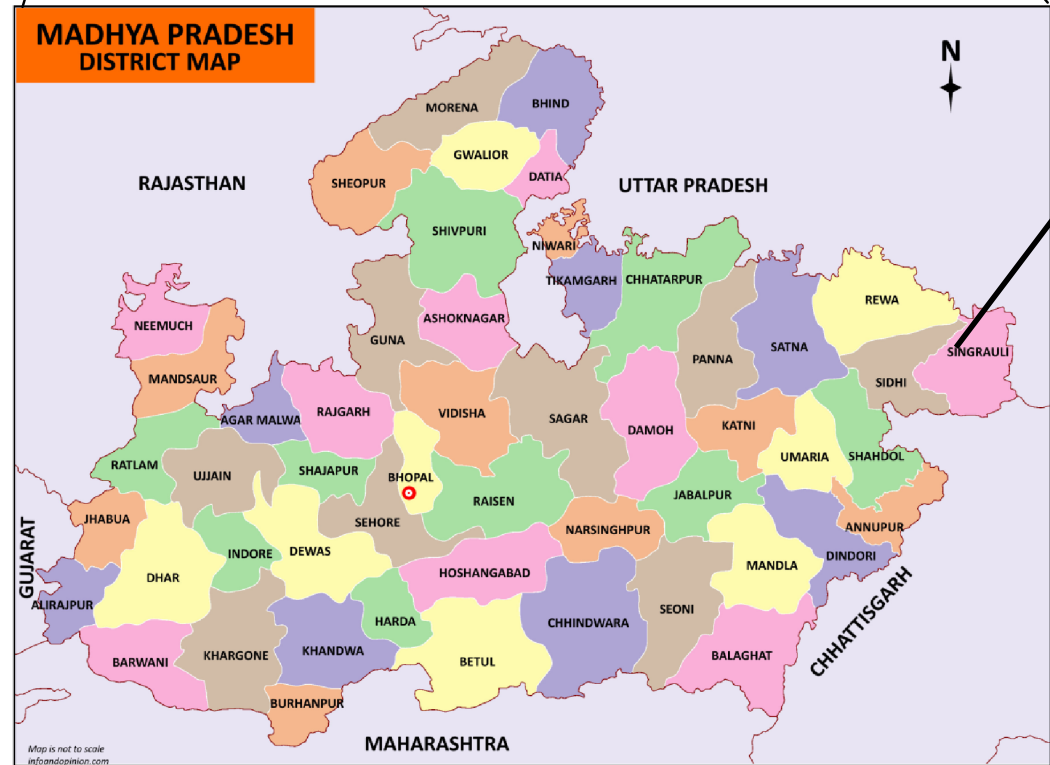 MADHYA PRADESH
DISTRICT MAP
N
MORENA
BHIND
GWALIOR
DATIA
SHEOPUR
RAJASTHAN
UTTAR PRADESH
SHIVPURI
NIWARI
TIKAMGARH
CHHATARPUR
REWA
NEEMUCH
ASHOKNAGAR
GUNA
PANNA
SATNA
SINGRAULI
SIDHI
MANDSAUR
AGAR MALWA
RAJGARH
VIDISHA
SAGAR
DAMOH
KATNI
UMARIA
SHAHDOL
RATLAM
UJJAIN
SHAJAPUR
BHOPAL
RAISEN
JABALPUR
JHABUA
SEHORE
NARSINGHPUR
ANNUPUR
GUJARAT
INDORE
DEWAS
DINDORI
DHAR
HOSHANGABAD
MANDLA
ALIRAJPUR
HARDA
CHHINDWARA
SEONI
CHHATTISGARH
BARWANI
KHARGONE
KHANDWA
BETUL
BALAGHAT
BURHANPUR
MAHARASHTRA
Map is not to scale
infoandopinion.com